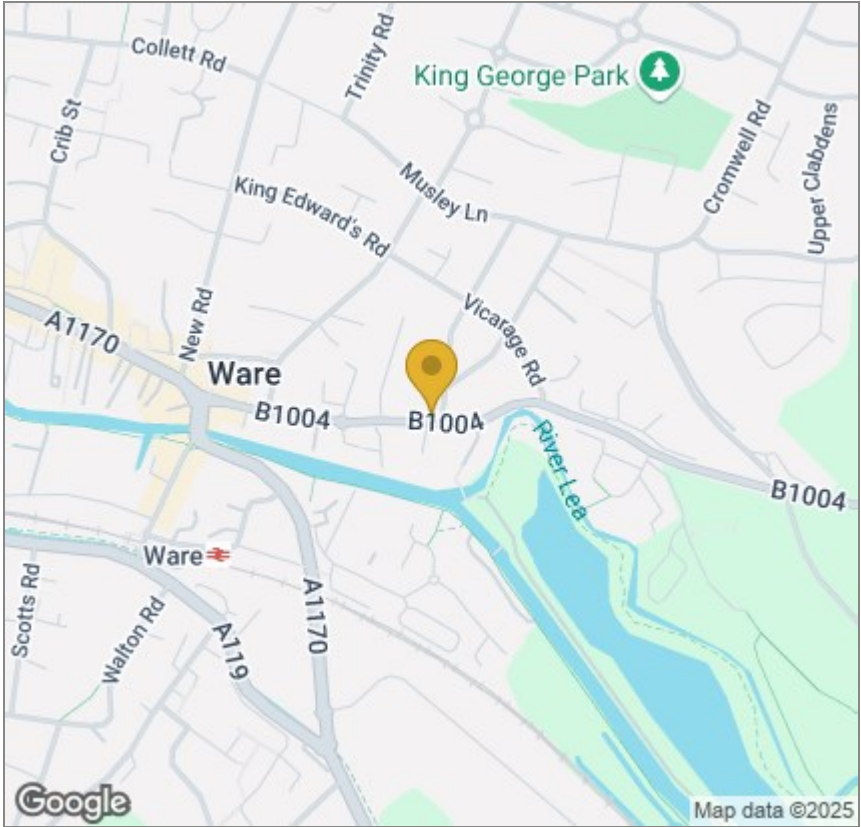 Collett Rd
Trinity Rd
King George Park
Crib St
Cromwell Rd
Upper Clabdens
Musley Ln
King Edward's Rd
New Rd
Vicarage Rd
A1170
Ware
B1004
B1004
River Lea
B1004
Ware
Scotts Rd
Walton Rd
A119
A1170
Google
Map data ©2025